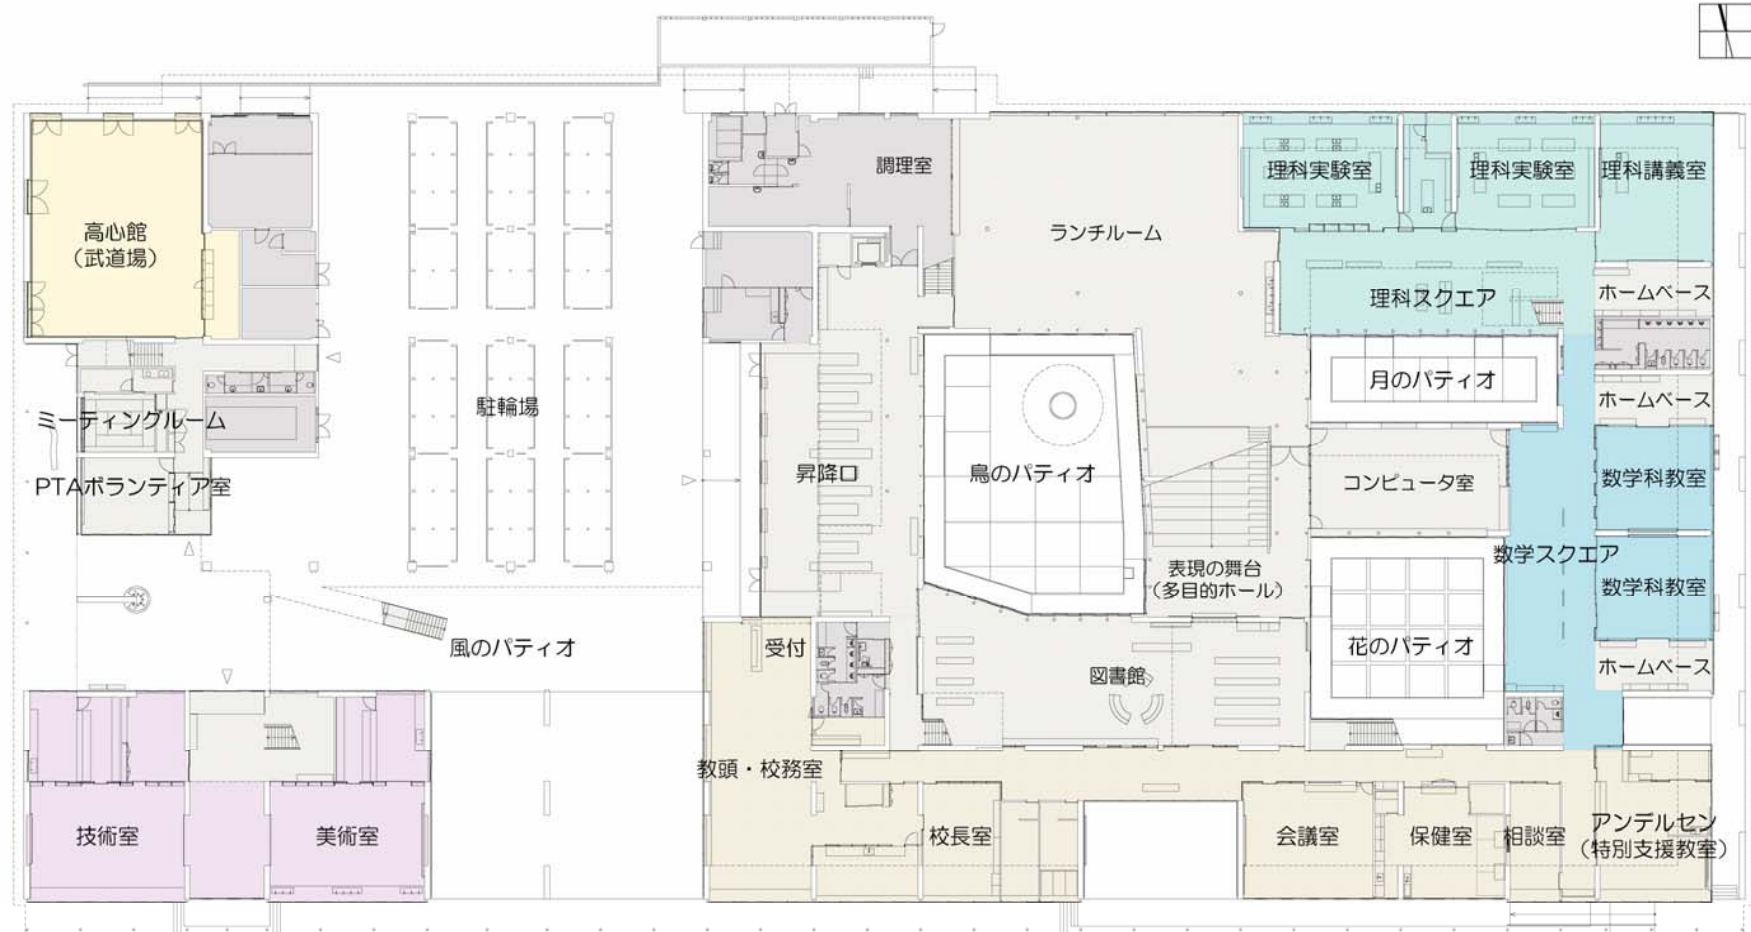 調理室
理科実験室
理科実験室
理科講義室
高心館
（武道場）
ランチルーム
理科スクエア
ホームベース
月のパティオ
ホームベース
ミーティングルーム
駐輪場
PTAボランティア室
昇降口
鳥のパティオ
コンピュータ室
数学科教室
数学スクエア
表現の舞台
（多目的ホール）
数学科教室
風のパティオ
受付
図書館
花のパティオ
ホームベース
教頭・校務室
技術室
美術室
校長室
会議室
保健室
相談室
アンデルセン
（特別支援教室）